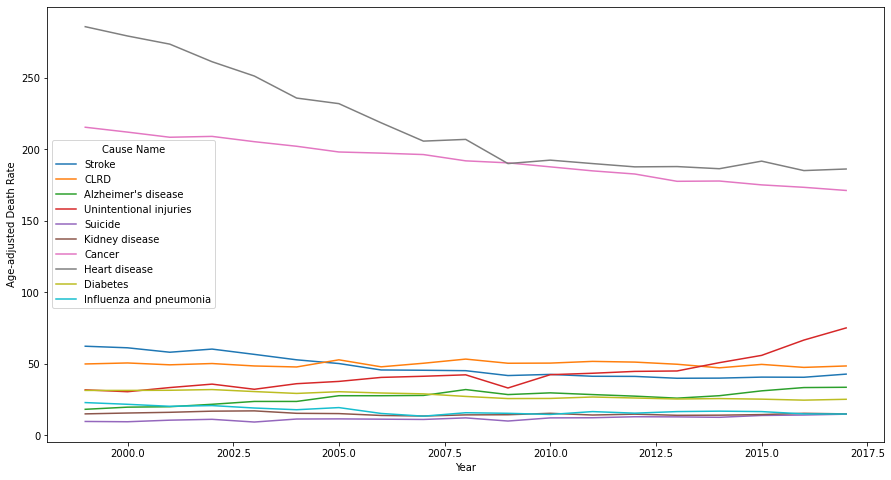 250
200
150
100
50
0
Age-adjusted Death Rate
Cause Name
Stroke
CLRD
Alzheimer's disease
Unintentional injuries
Suicide
Kidney disease
Cancer
Heart disease
Diabetes
Influenza and pneumonia
2000.0 2002.5 2005.0 2007.5 2010.0 2012.5 2015.0 2017.5
Year